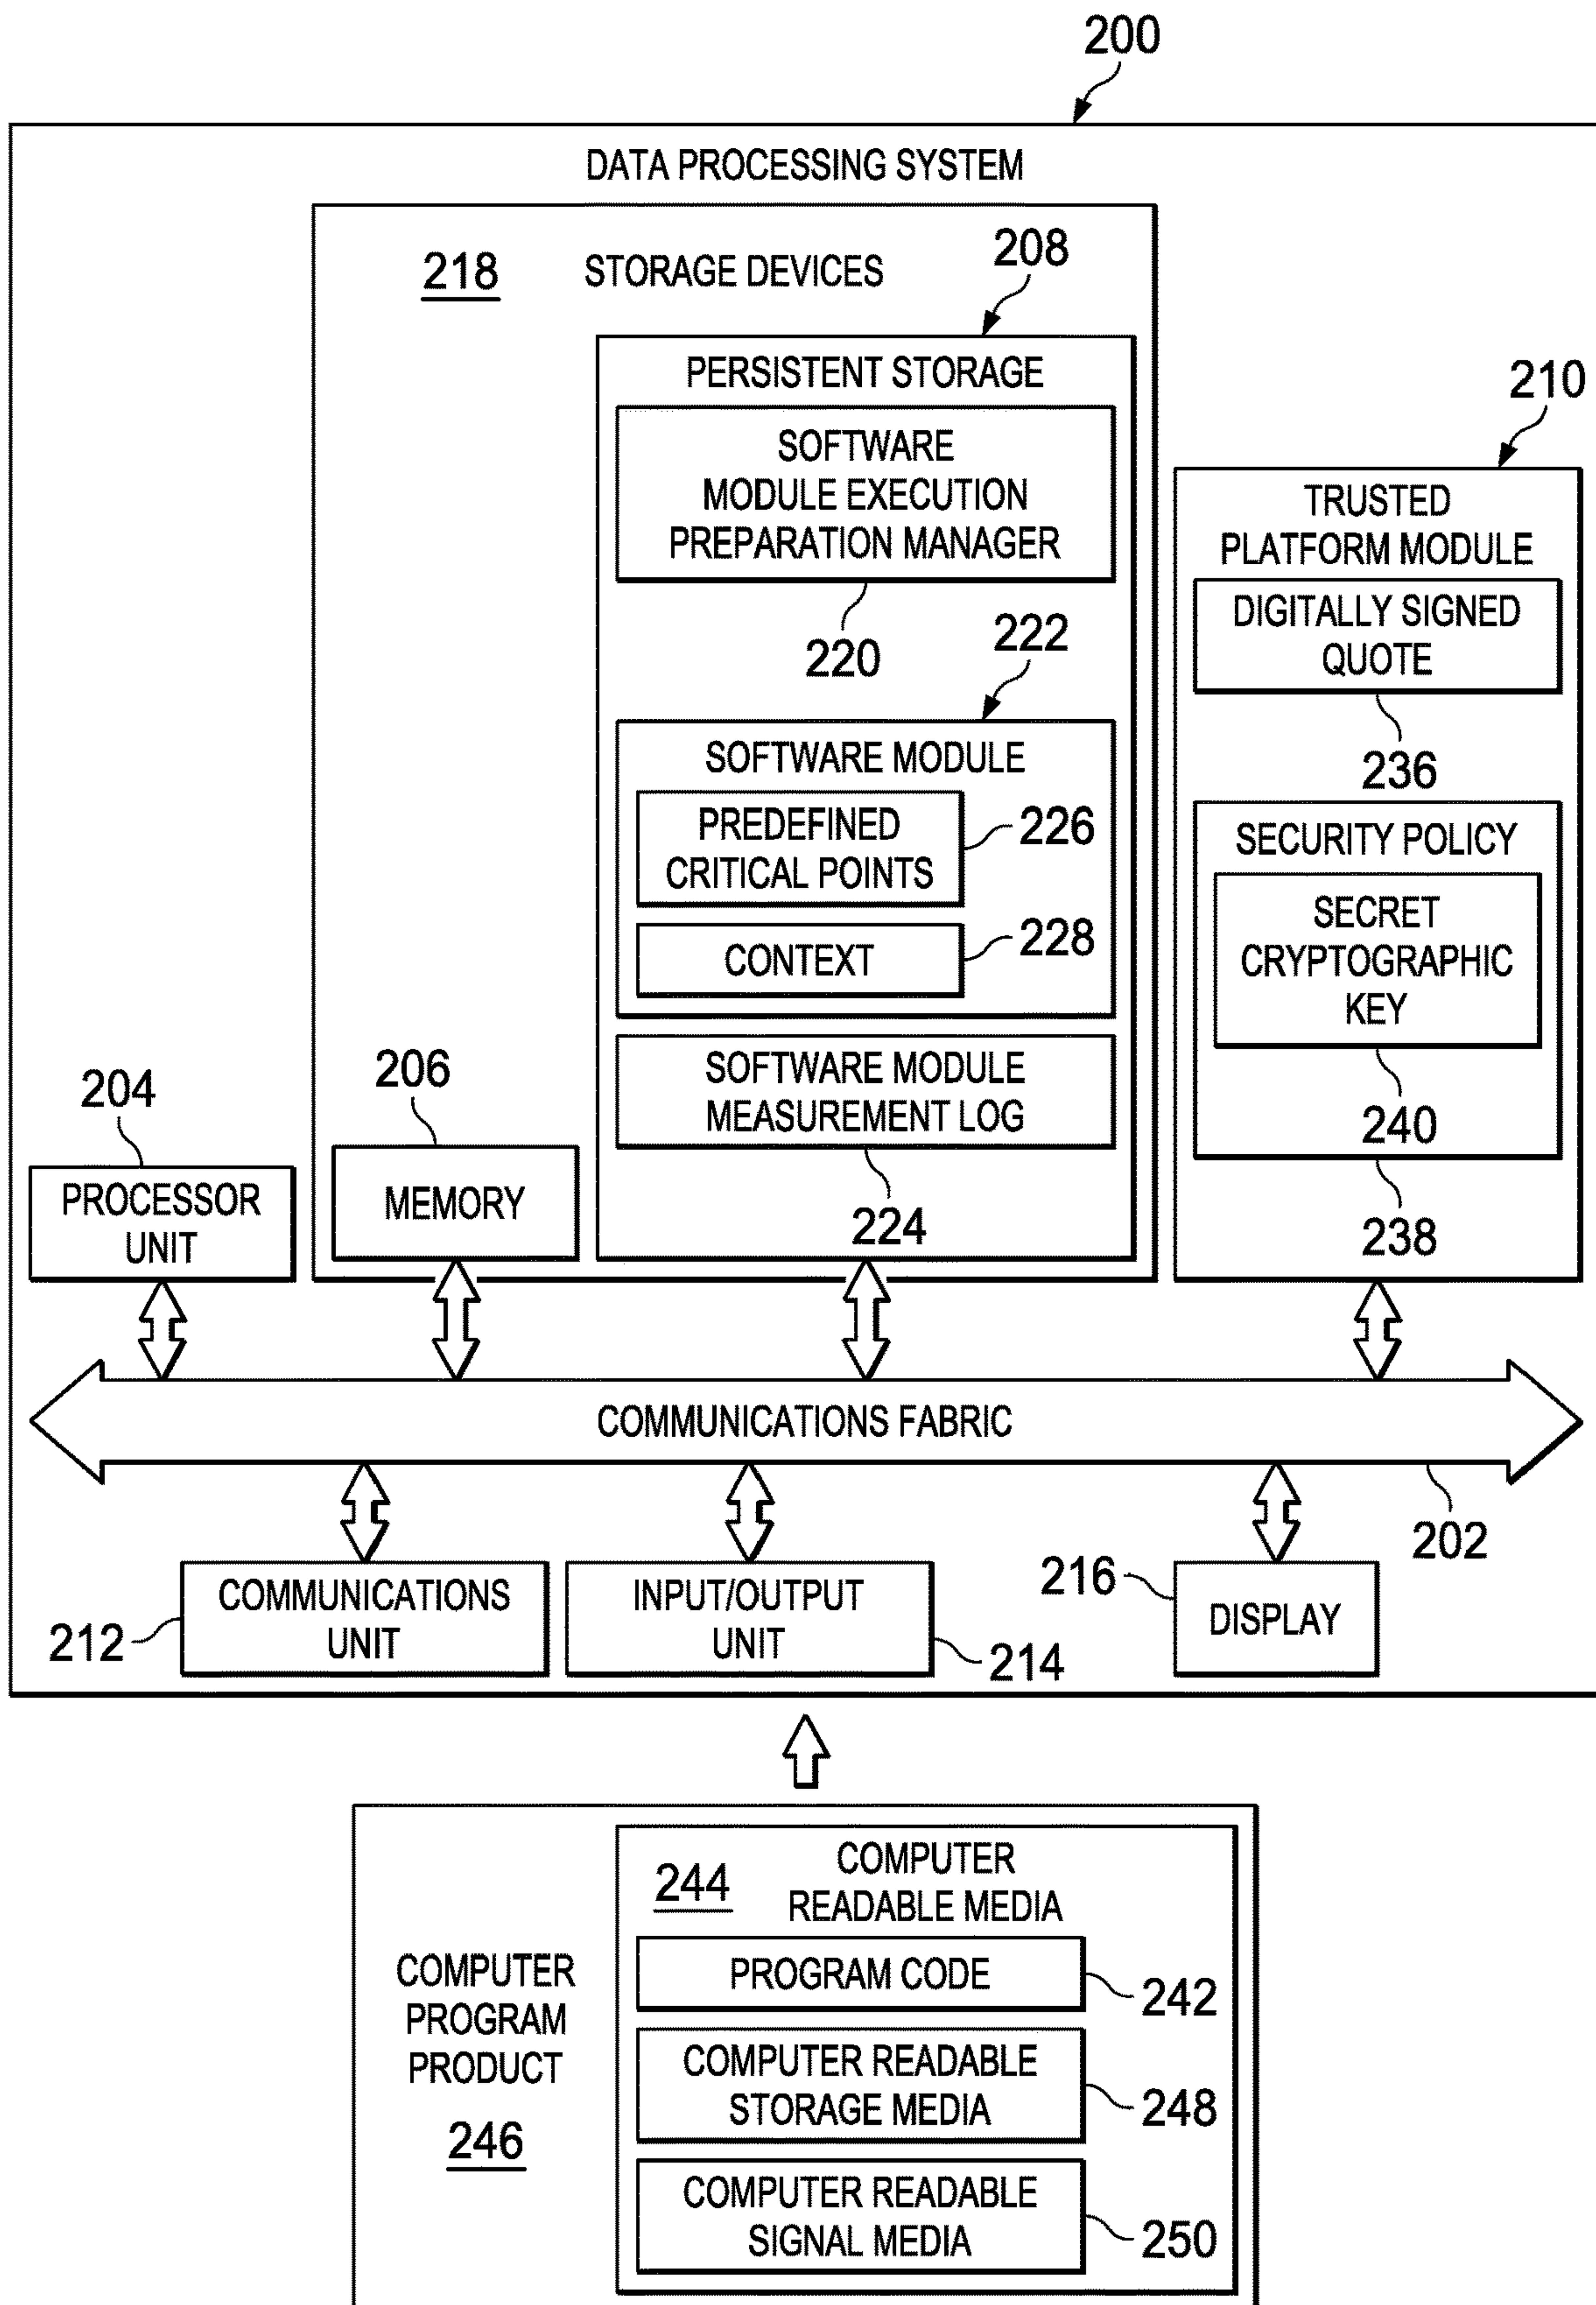 200
DATA PROCESSING SYSTEM
218
STORAGE DEVICES
208
PERSISTENT STORAGE
SOFTWARE
MODULE EXECUTION
PREPARATION MANAGER
220
222
SOFTWARE MODULE
PREDEFINED
CRITICAL POINTS
226
CONTEXT
228
SOFTWARE MODULE
MEASUREMENT LOG
224
210
TRUSTED
PLATFORM MODULE
DIGITALLY SIGNED
QUOTE
236
SECURITY POLICY
SECRET
CRYPTOGRAPHIC
KEY
240
238
204
PROCESSOR
UNIT
206
MEMORY
COMMUNICATIONS FABRIC
202
212
COMMUNICATIONS
UNIT
INPUT/OUTPUT
UNIT
214
216
DISPLAY
COMPUTER
PROGRAM
PRODUCT
246
244
COMPUTER
READABLE MEDIA
PROGRAM CODE
242
COMPUTER READABLE
STORAGE MEDIA
248
COMPUTER READABLE
SIGNAL MEDIA
250